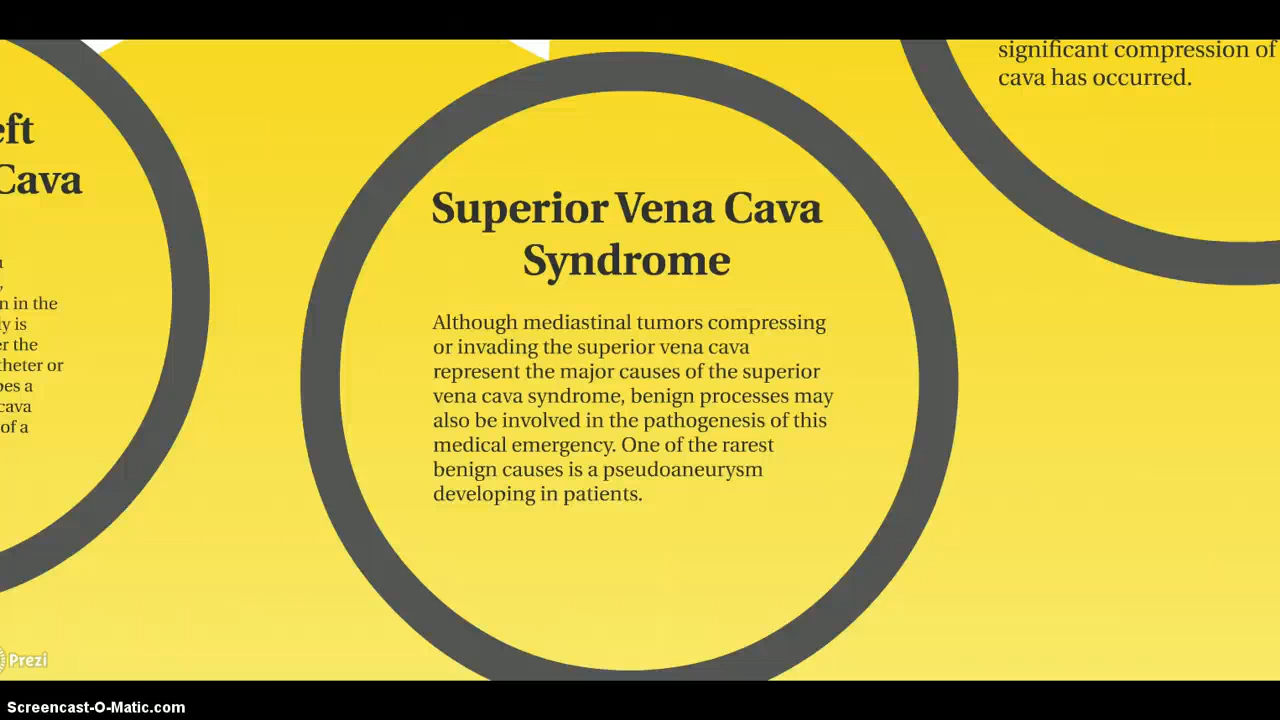 eft
Cava
n in the
ly is
er the
theter or
bes a
cava
of a
Superior Vena Cava
Syndrome
Although mediastinal tumors compressing
or invading the superior vena cava
represent the major causes of the superior
vena cava syndrome, benign processes may
also be involved in the pathogenesis of this
medical emergency. One of the rarest
benign causes is a pseudoaneurysm
developing in patients.
significant compression of
cava has occurred.
Prezi
Screencast-O-Matic.com